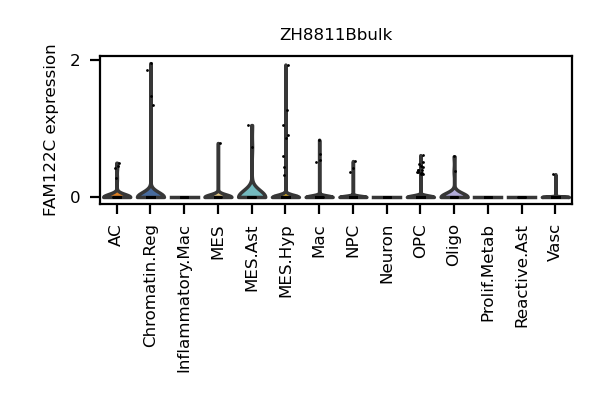 ZH8811Bbulk
FAM122C expression
2
0
AC
Chromatin.Reg
Inflammatory.Mac
MES
MES.Ast
MES.Hyp
Mac
NPC
Neuron
OPC
Oligo
Prolif.Metab
Reactive.Ast
Vasc